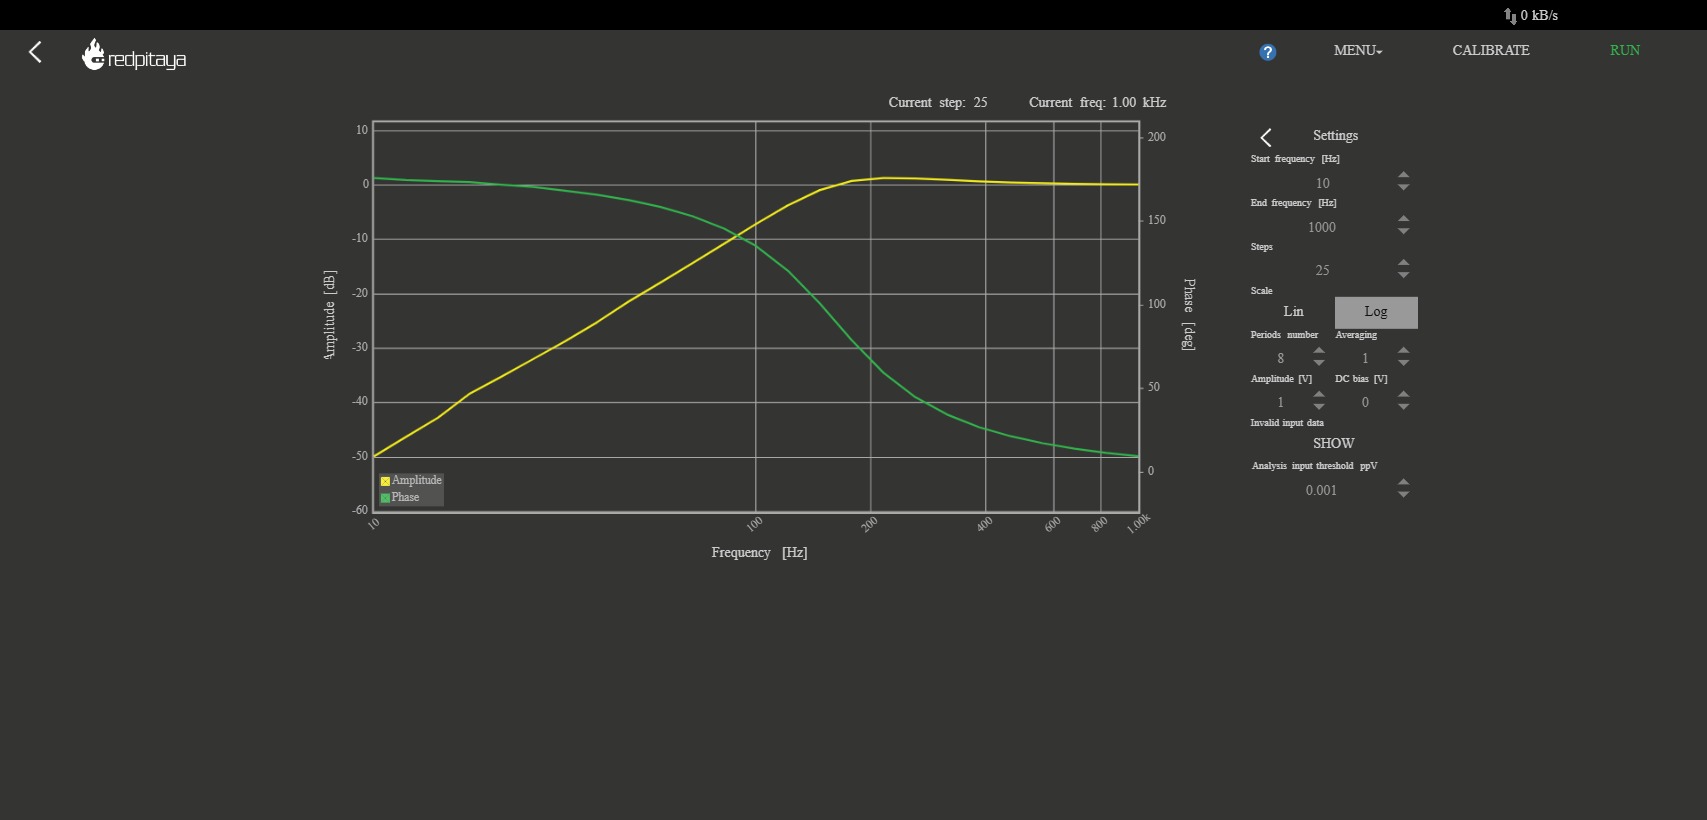 0 kB/s
redpitaya
?
MENU
CALIBRATE
RUN
Current step: 25 Current freq: 1.00 kHz
10
0
-10
-20
-30
-40
-50
-60
Amplitude [dB]
200
150
100
50
0
Phase [deg]
Amplitude
Phase
10 100 200 400 600 800 1.00k
Frequency [Hz]
Settings
Start frequency [Hz]
10
End frequency [Hz]
1000
Steps
25
Scale
Lin Log
Periods number Averaging
8 1
Amplitude [V] DC bias [V]
1 0
Invalid input data
SHOW
Analysis input threshold ppV
0.001